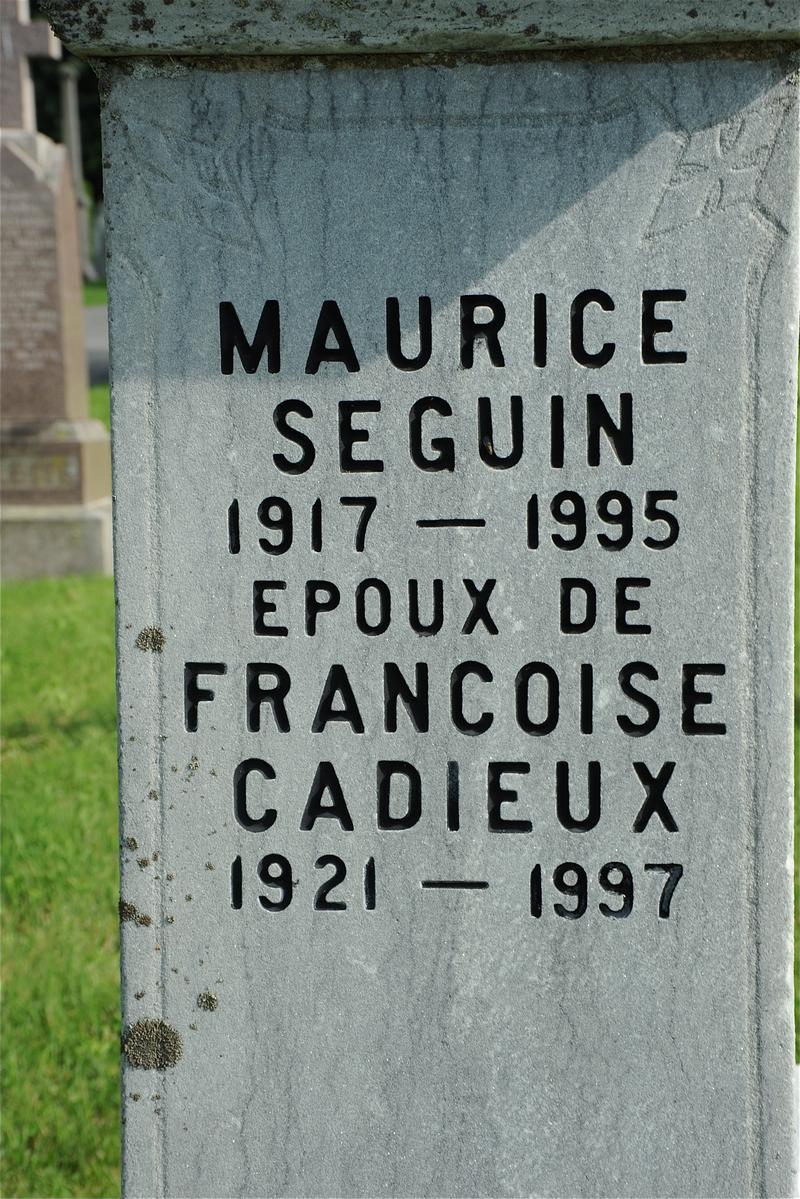 MAURICE
SEGUIN
1917 — 1995
EPOUX DE
FRANCOISE
CADIEUX
1921 — 1997